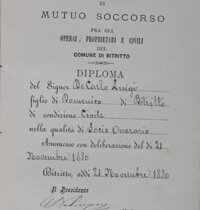 DI
MUTUO SOCCORSO
FRA GLI
OPERAI, PROPRIETARI E CIVILI
DEL
COMUNE DI BITRITTO
DIPLOMA
del Signor DeCarlo Luigi
figlio di Domenico di Bitritto
di condizione Civile
nella qualità di Socio Onorario
Ammesso con deliberazione del dì 21
Novembre 1880
Bitritto, addì 21 Novembre 1880
Il Presidente